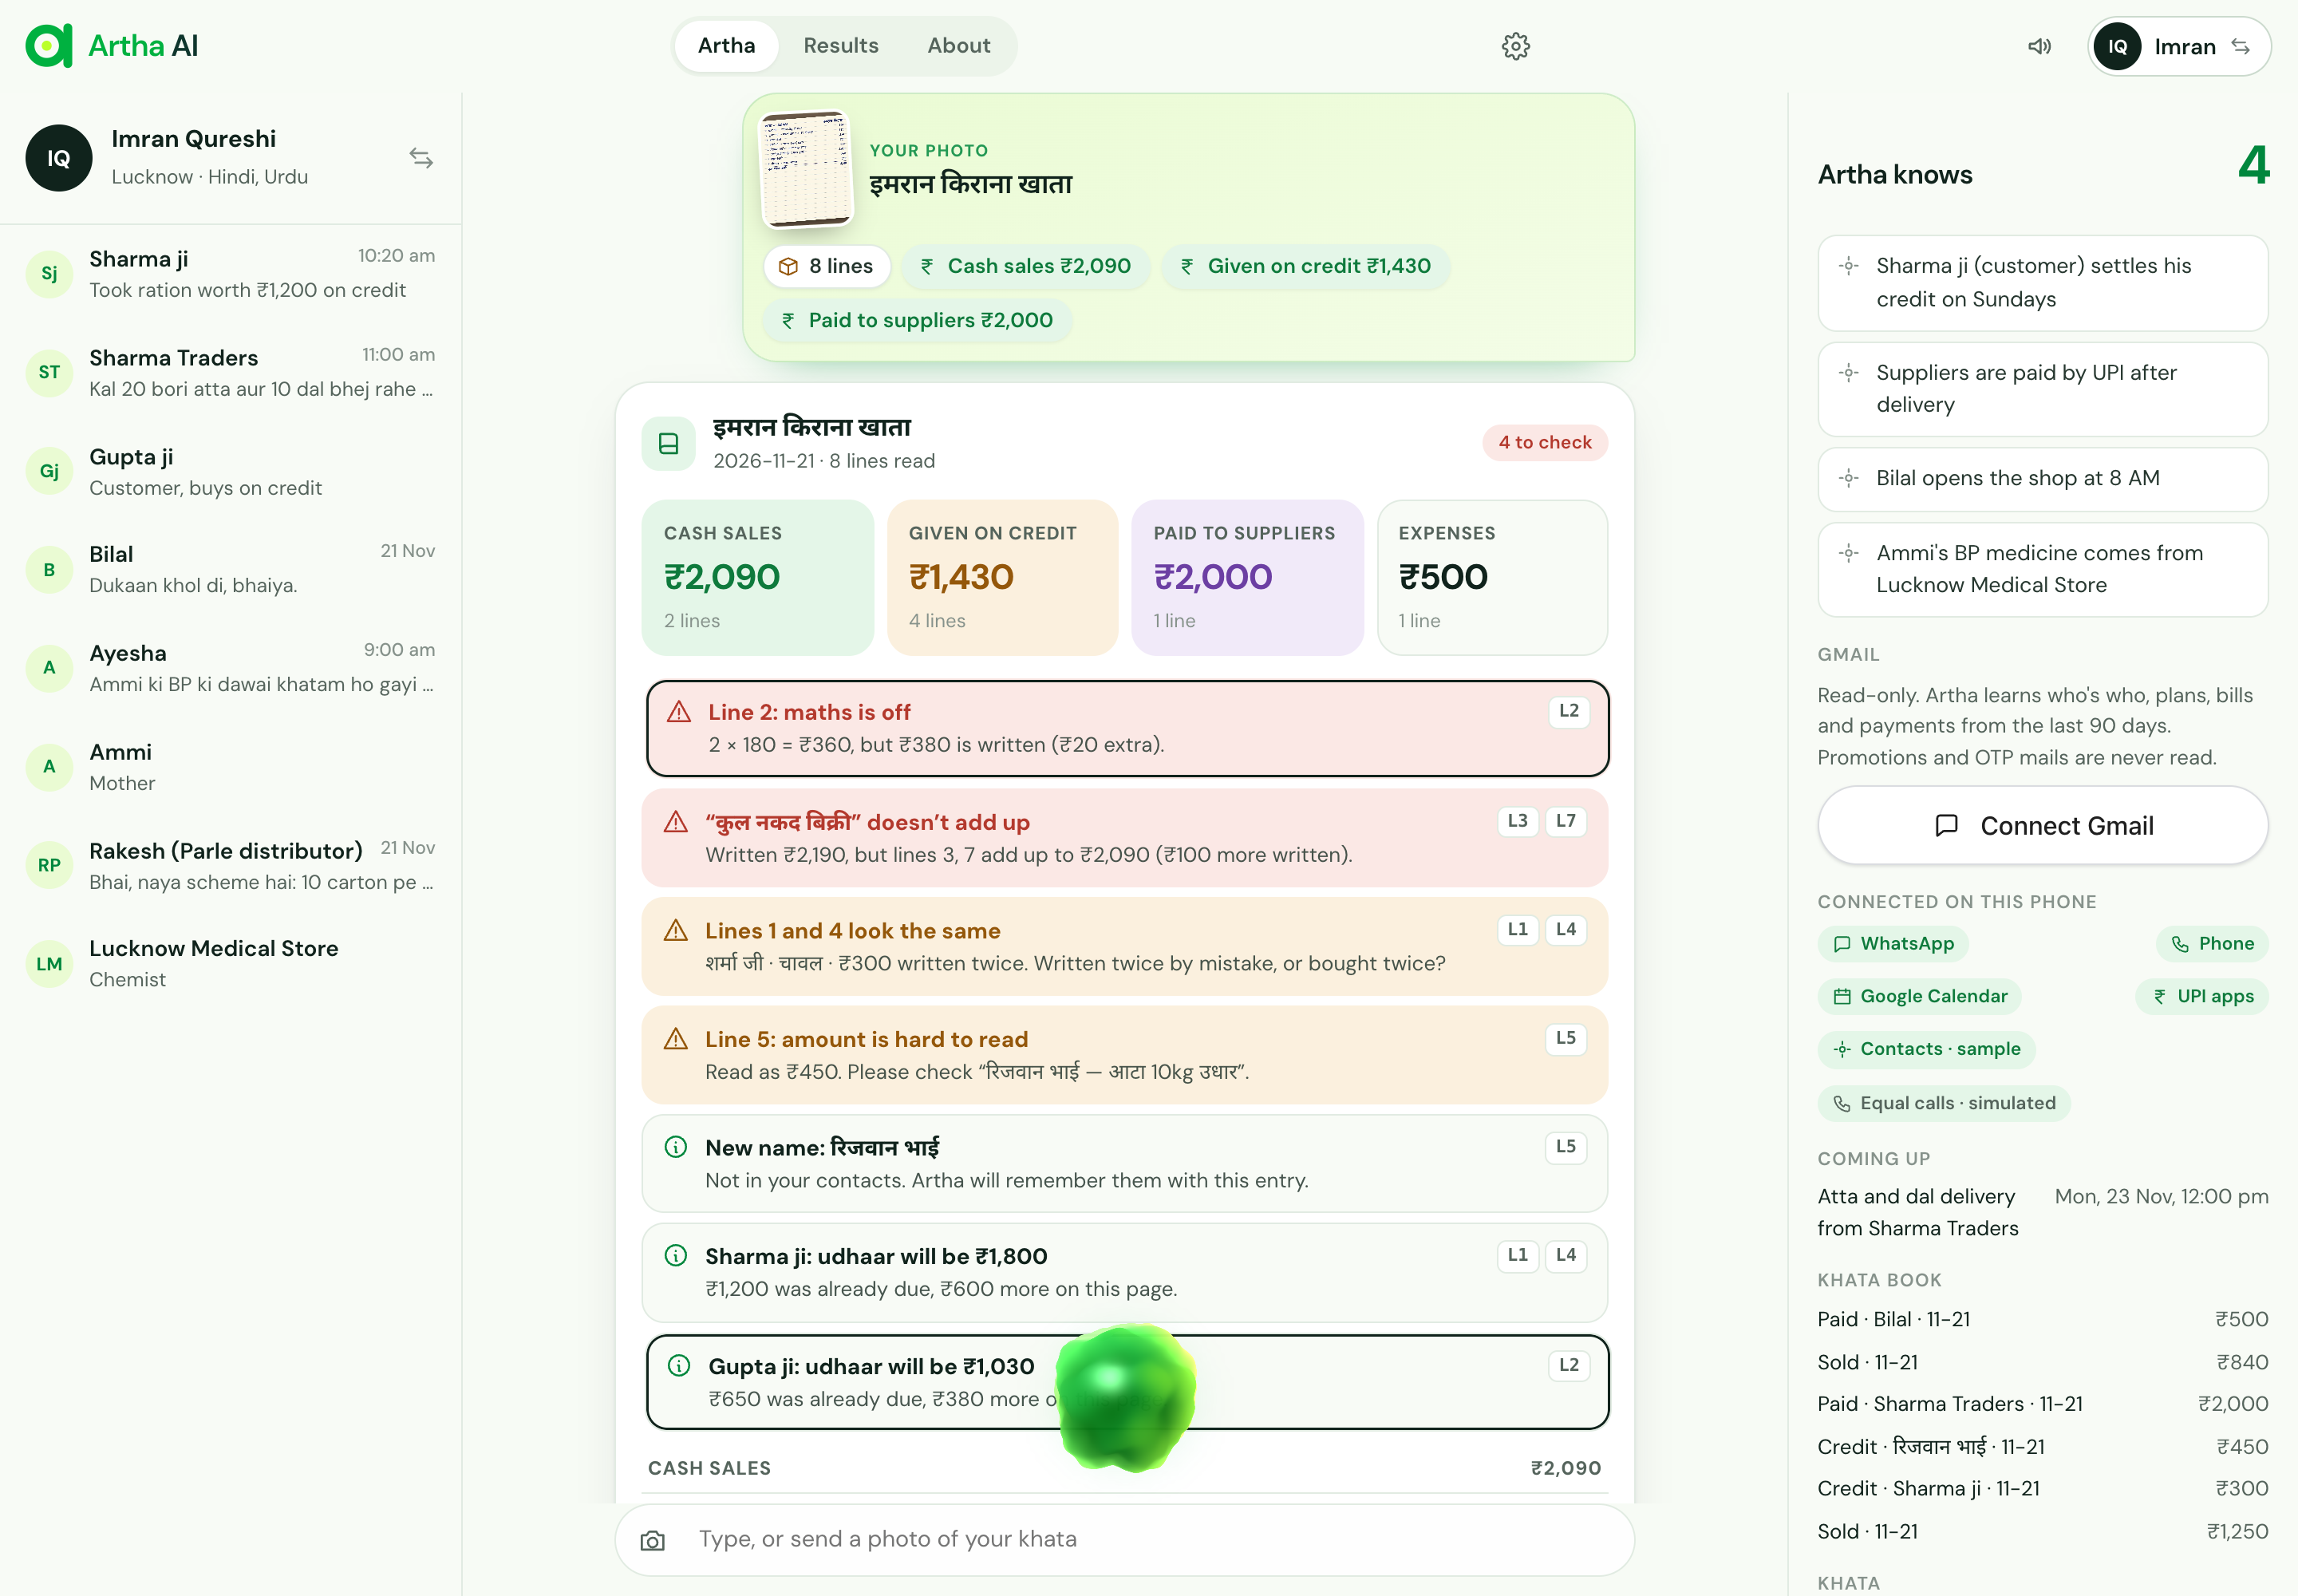 Artha AI
Artha
Results
About
IQ
Imran
IQ
Imran Qureshi
Lucknow · Hindi, Urdu
Sj
Sharma ji
10:20 am
Took ration worth ₹1,200 on credit
ST
Sharma Traders
11:00 am
Kal 20 bori atta aur 10 dal bhej rahe ...
Gj
Gupta ji
Customer, buys on credit
B
Bilal
21 Nov
Dukaan khol di, bhaiya.
A
Ayesha
9:00 am
Ammi ki BP ki dawai khatam ho gayi ...
A
Ammi
Mother
RP
Rakesh (Parle distributor)
21 Nov
Bhai, naya scheme hai: 10 carton pe ...
LM
Lucknow Medical Store
Chemist
YOUR PHOTO
इमरान किराना खाता
8 lines
₹ Cash sales ₹2,090
₹ Given on credit ₹1,430
₹ Paid to suppliers ₹2,000
इमरान किराना खाता
2026-11-21 · 8 lines read
4 to check
CASH SALES
₹2,090
2 lines
GIVEN ON CREDIT
₹1,430
4 lines
PAID TO SUPPLIERS
₹2,000
1 line
EXPENSES
₹500
1 line
Line 2: maths is off
L2
2 × 180 = ₹360, but ₹380 is written (₹20 extra).
“कुल नकद बिक्री” doesn’t add up
L3 L7
Written ₹2,190, but lines 3, 7 add up to ₹2,090 (₹100 more written).
Lines 1 and 4 look the same
L1 L4
शर्मा जी · चावल · ₹300 written twice. Written twice by mistake, or bought twice?
Line 5: amount is hard to read
L5
Read as ₹450. Please check “रिजवान भाई — आटा 10kg उधार”.
New name: रिजवान भाई
L5
Not in your contacts. Artha will remember them with this entry.
Sharma ji: udhaar will be ₹1,800
L1 L4
₹1,200 was already due, ₹600 more on this page.
Gupta ji: udhaar will be ₹1,030
L2
₹650 was already due, ₹380 more
CASH SALES
₹2,090
Type, or send a photo of your khata
Artha knows
4
Sharma ji (customer) settles his
credit on Sundays
Suppliers are paid by UPI after
delivery
Bilal opens the shop at 8 AM
Ammi's BP medicine comes from
Lucknow Medical Store
GMAIL
Read-only. Artha learns who's who, plans, bills
and payments from the last 90 days.
Promotions and OTP mails are never read.
Connect Gmail
CONNECTED ON THIS PHONE
WhatsApp
Phone
Google Calendar
₹ UPI apps
Contacts · sample
Equal calls · simulated
COMING UP
Atta and dal delivery
from Sharma Traders
Mon, 23 Nov, 12:00 pm
KHATA BOOK
Paid · Bilal · 11-21
₹500
Sold · 11-21
₹840
Paid · Sharma Traders · 11-21
₹2,000
Credit · रिजवान भाई · 11-21
₹450
Credit · Sharma ji · 11-21
₹300
Sold · 11-21
₹1,250
KHATA